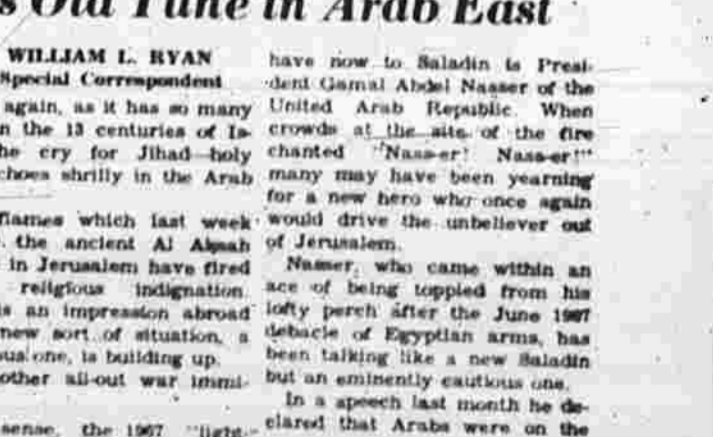 s Old Tune in Arab East
WILLIAM L. RYAN
Special Correspondent
again, as it has so many
n the 13 centuries of Is-
he cry for Jihad—holy
choes shrilly in the Arab
flames which last week
the ancient Al Aksah
in Jerusalem have fired
religious indignation.
s an impression abroad
new sort of situation, a
usual one, is building up.
other all-out war immi-
sense, the 1967 "light-
have now to Saladin is Presi-
dent Gamal Abdel Nasser of the
United Arab Republic. When
crowds at the site of the fire
chanted "Nass-er! Nass-er!"
many may have been yearning
for a new hero who once again
would drive the unbeliever out
of Jerusalem.
Nasser, who came within an
ace of being toppled from his
lofty perch after the June 1967
debacle of Egyptian arms, has
been talking like a new Saladin
but an eminently cautious one.
In a speech last month he de-
clared that Arabs were on the